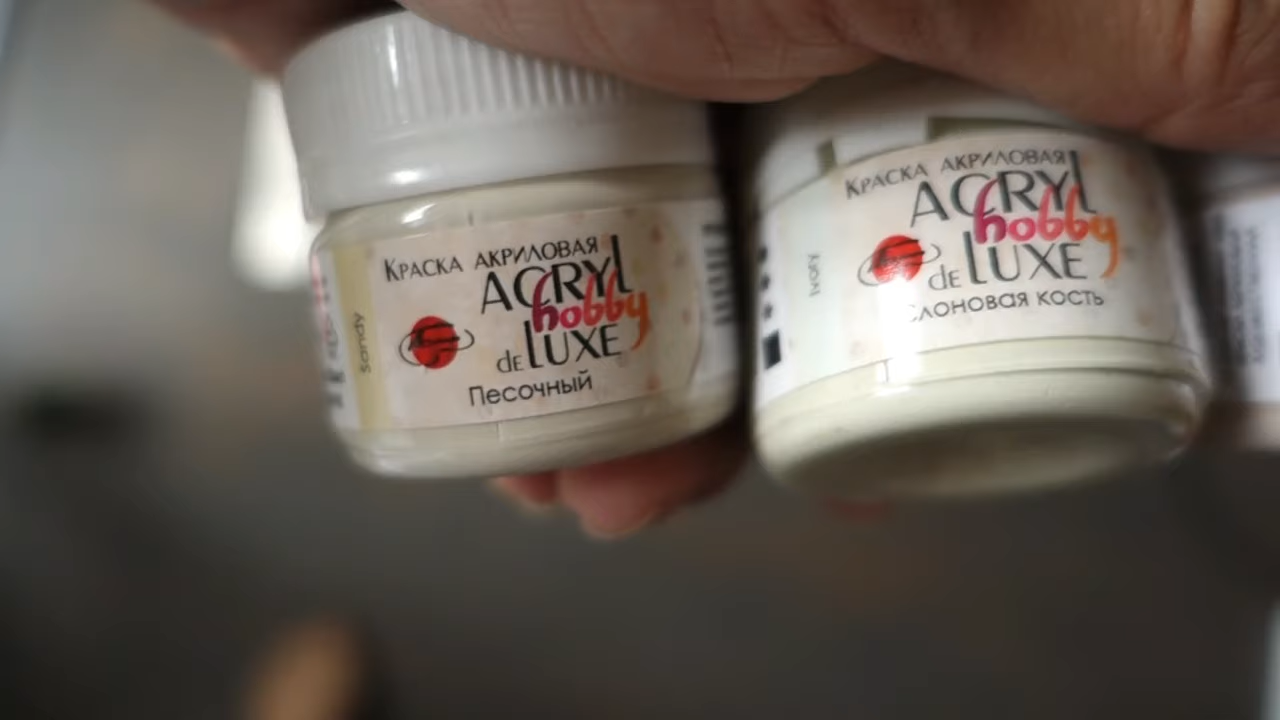 Краска акриловая
ACRYL
hobby
de LUXE
Песочный
Sandy
Краска акриловая
ACRYL
hobby
de LUXE
Слоновая кость
Ivory